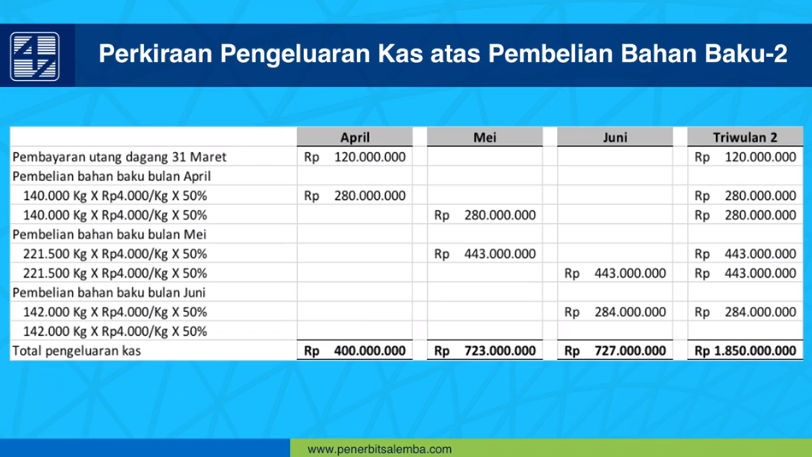 Perkiraan Pengeluaran Kas atas Pembelian Bahan Baku-2
April Mei Juni Triwulan 2
Pembayaran utang dagang 31 Maret Rp 120.000.000 Rp 120.000.000
Pembelian bahan baku bulan April
140.000 Kg X Rp4.000/Kg X 50% Rp 280.000.000 Rp 280.000.000
140.000 Kg X Rp4.000/Kg X 50% Rp 280.000.000 Rp 280.000.000
Pembelian bahan baku bulan Mei
221.500 Kg X Rp4.000/Kg X 50% Rp 443.000.000 Rp 443.000.000
221.500 Kg X Rp4.000/Kg X 50% Rp 443.000.000 Rp 443.000.000
Pembelian bahan baku bulan Juni
142.000 Kg X Rp4.000/Kg X 50% Rp 284.000.000 Rp 284.000.000
142.000 Kg X Rp4.000/Kg X 50%
Total pengeluaran kas Rp 400.000.000 Rp 723.000.000 Rp 727.000.000 Rp 1.850.000.000
www.penerbitsalemba.com